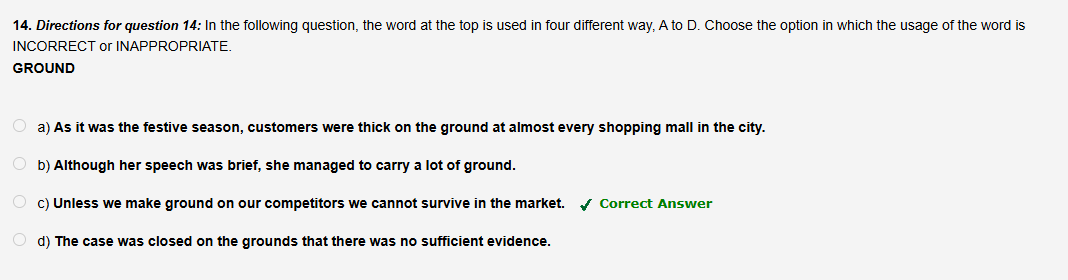 14. Directions for question 14: In the following question, the word at the top is used in four different way, A to D. Choose the option in which the usage of the word is
INCORRECT or INAPPROPRIATE.
GROUND
a) As it was the festive season, customers were thick on the ground at almost every shopping mall in the city.
b) Although her speech was brief, she managed to carry a lot of ground.
c) Unless we make ground on our competitors we cannot survive in the market. ✓ Correct Answer
d) The case was closed on the grounds that there was no sufficient evidence.